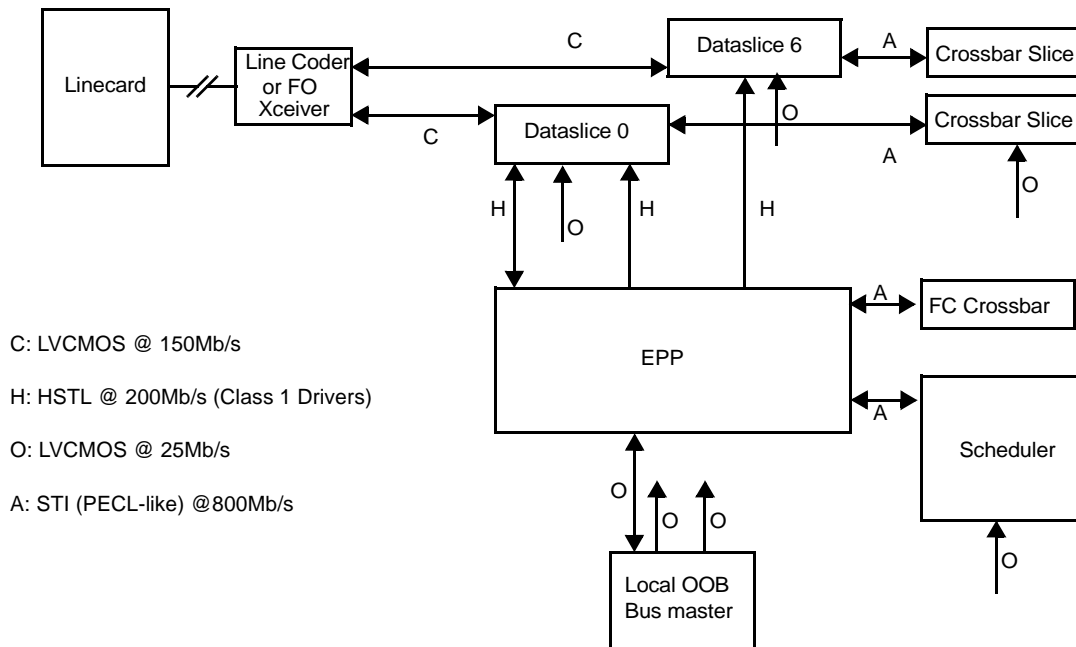 C
Dataslice 6
A
Crossbar Slice
Linecard
Line Coder
or FO
Xceiver
C
Dataslice 0
O
A
Crossbar Slice
H
O
H
H
O
A
FC Crossbar
C: LVCMOS @ 150Mb/s
EPP
H: HSTL @ 200Mb/s (Class 1 Drivers)
A
O: LVCMOS @ 25Mb/s
Scheduler
A: STI (PECL-like) @800Mb/s
O
O
O
O
Local OOB
Bus master